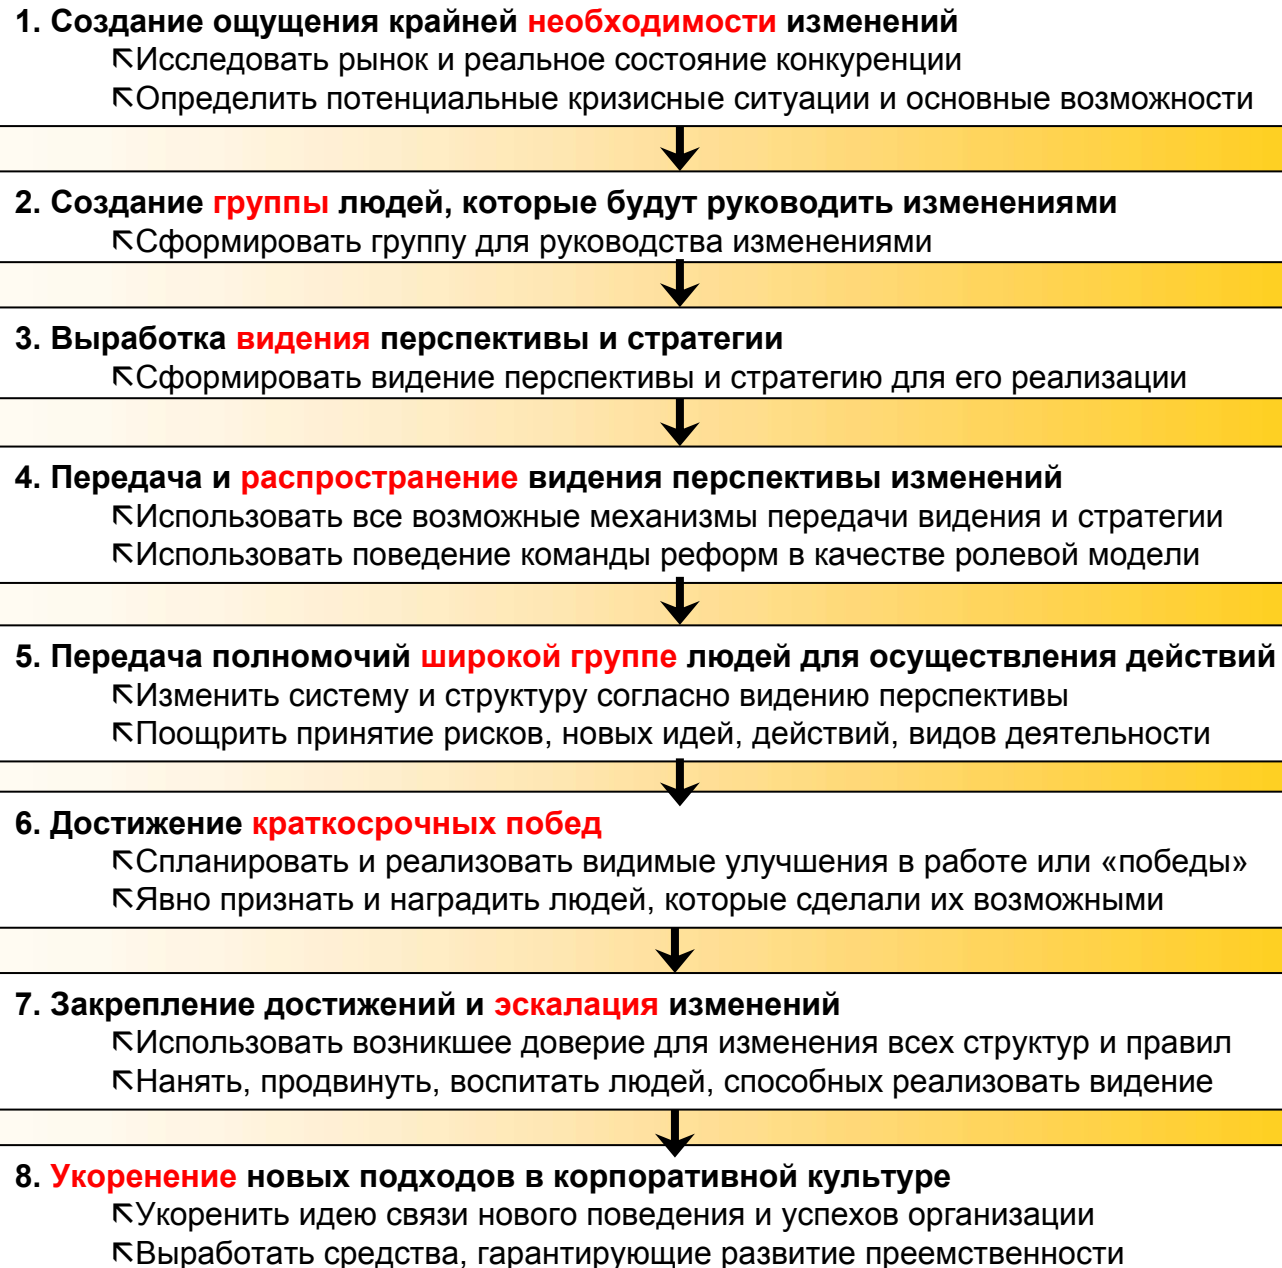 1. Создание ощущения крайней необходимости изменений
↖Исследовать рынок и реальное состояние конкуренции
↖Определить потенциальные кризисные ситуации и основные возможности
2. Создание группы людей, которые будут руководить изменениями
↖Сформировать группу для руководства изменениями
3. Выработка видения перспективы и стратегии
↖Сформировать видение перспективы и стратегию для его реализации
4. Передача и распространение видения перспективы изменений
↖Использовать все возможные механизмы передачи видения и стратегии
↖Использовать поведение команды реформ в качестве ролевой модели
5. Передача полномочий широкой группе людей для осуществления действий
↖Изменить систему и структуру согласно видению перспективы
↖Поощрить принятие рисков, новых идей, действий, видов деятельности
6. Достижение краткосрочных побед
↖Спланировать и реализовать видимые улучшения в работе или «победы»
↖Явно признать и наградить людей, которые сделали их возможными
7. Закрепление достижений и эскалация изменений
↖Использовать возникшее доверие для изменения всех структур и правил
↖Нанять, продвинуть, воспитать людей, способных реализовать видение
8. Укоренение новых подходов в корпоративной культуре
↖Укоренить идею связи нового поведения и успехов организации
↖Выработать средства, гарантирующие развитие преемственности